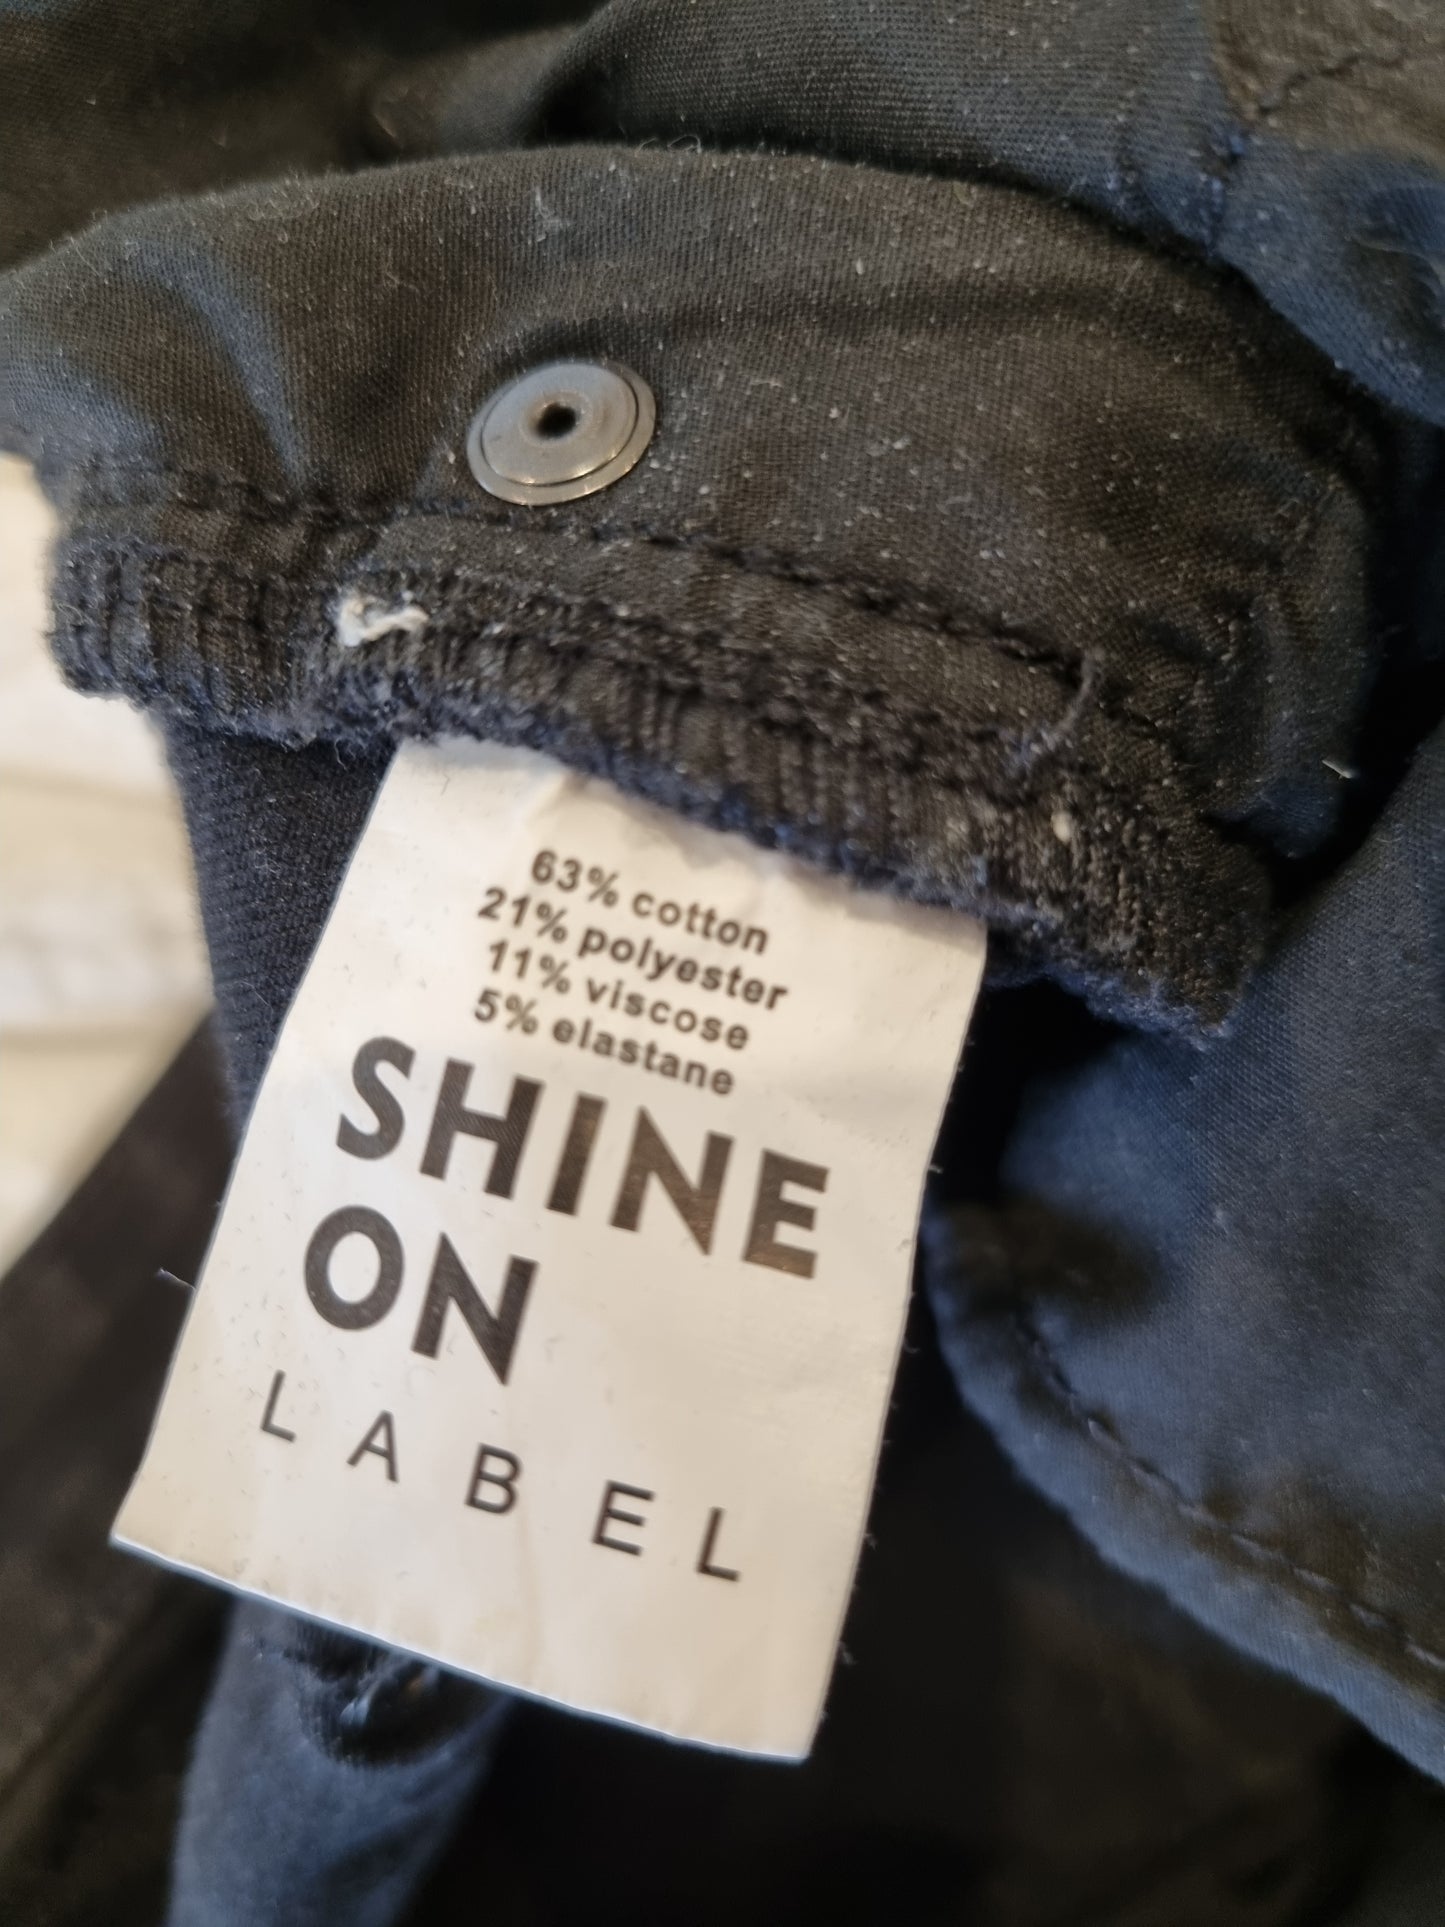 63% cotton
21% polyester
11% viscose
5% elastane
SHINE
ON
LABEL